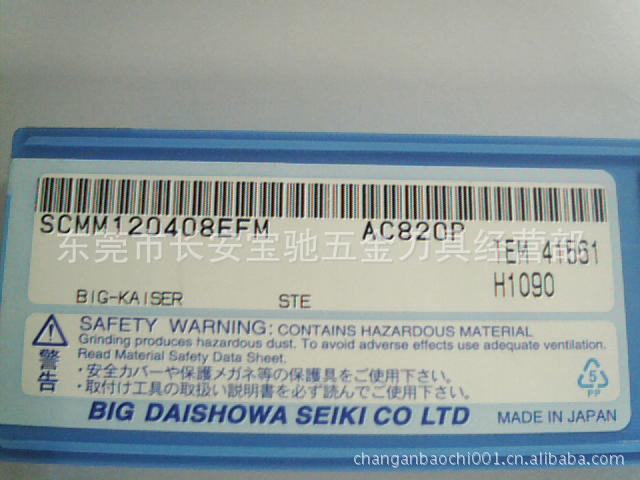 SCMM120408EFM AC820P
东莞市长安宝驰五金刀具经营部
ITEM 41561
H1090
BIG-KAISER STE
SAFETY WARNING: CONTAINS HAZARDOUS MATERIAL
Grinding produces hazardous dust. To avoid adverse effects use adequate ventilation.
Read Material Safety Data Sheet.
警告
・安全カバーや保護メガネ等の保護具をご使用下さい。
・取付け工具の取扱い説明書を必ず読んでご使用下さい。
5
PP
BIG DAISHOWA SEIKI CO LTD MADE IN JAPAN
changanbaochi001.cn.alibaba.com